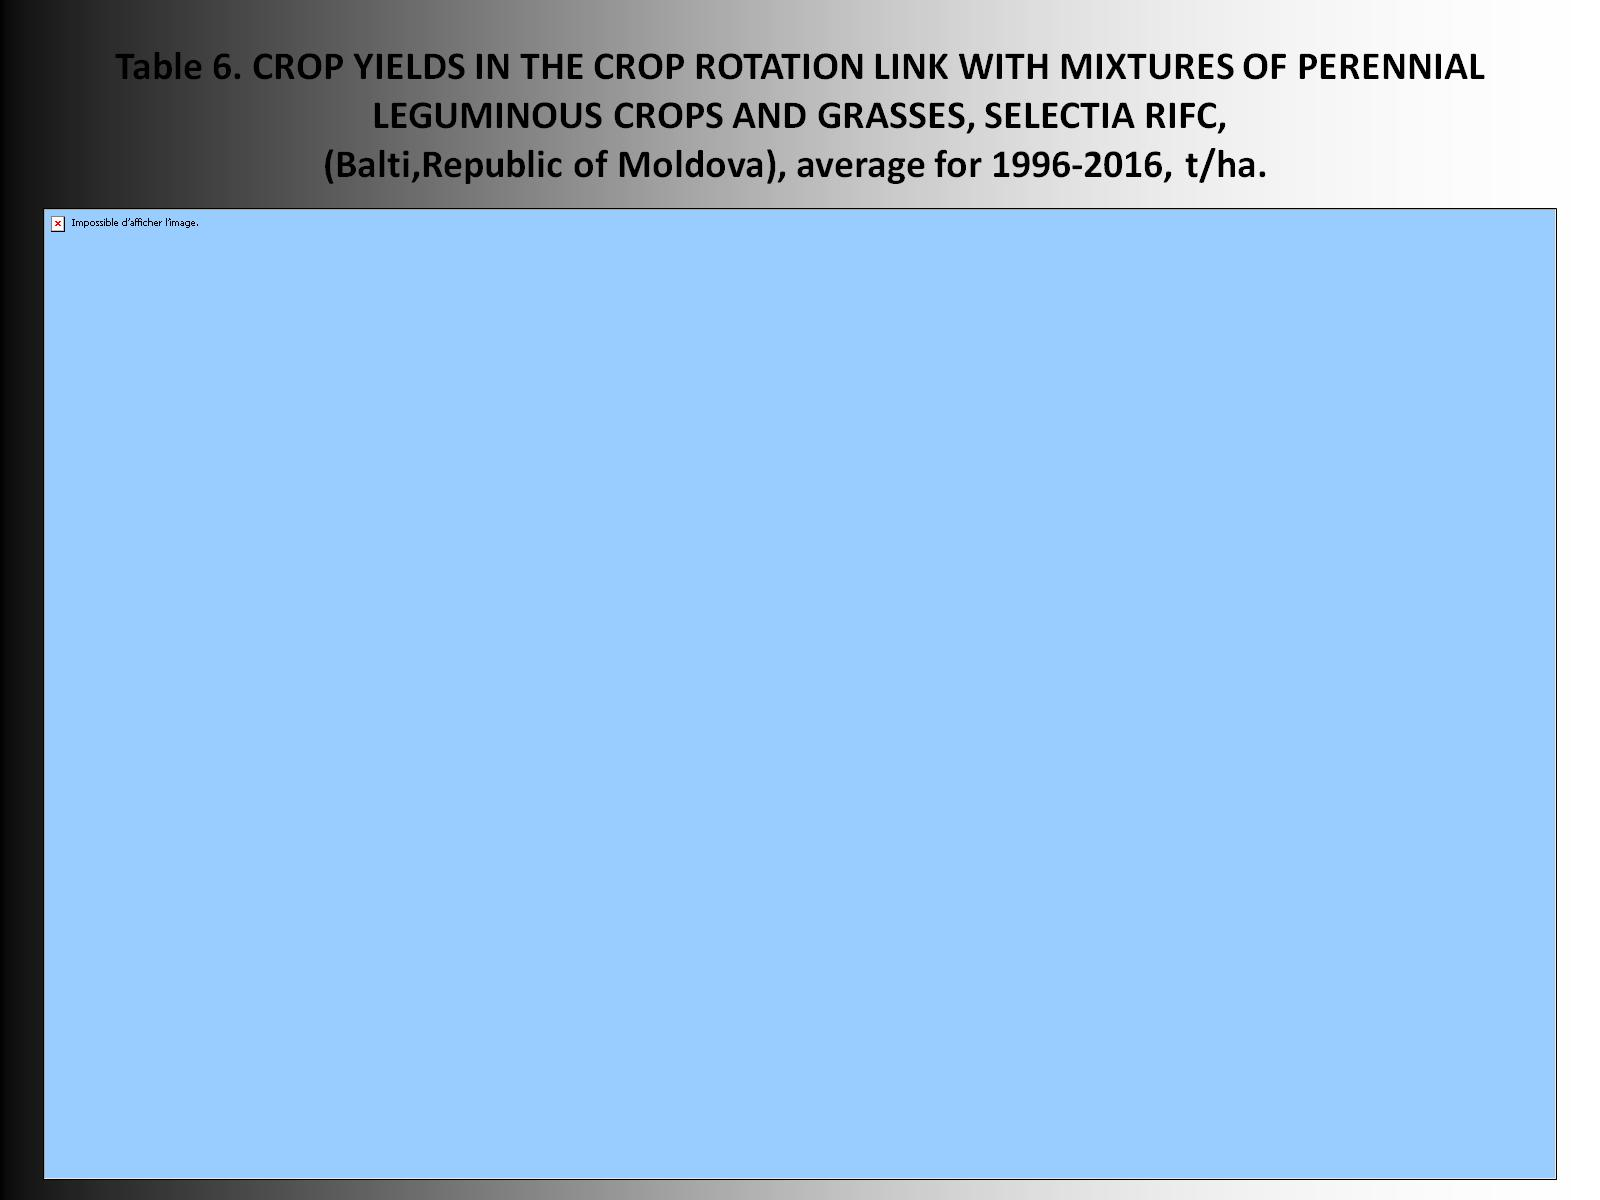 Table 6. CROP YIELDS IN THE CROP ROTATION LINK WITH MIXTURES OF PERENNIAL
LEGUMINOUS CROPS AND GRASSES, SELECTIA RIFC,
(Balti,Republic of Moldova), average for 1996-2016, t/ha.
Impossible d'afficher l'image.